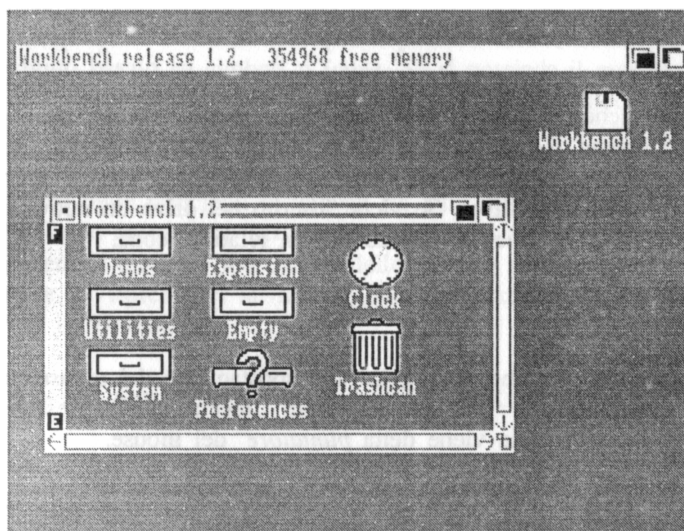 Workbench release 1.2. 354968 free memory
Workbench 1.2
Workbench 1.2
F
Demos Expansion
Clock
Utilities Empty
System
Preferences
Trashcan
E